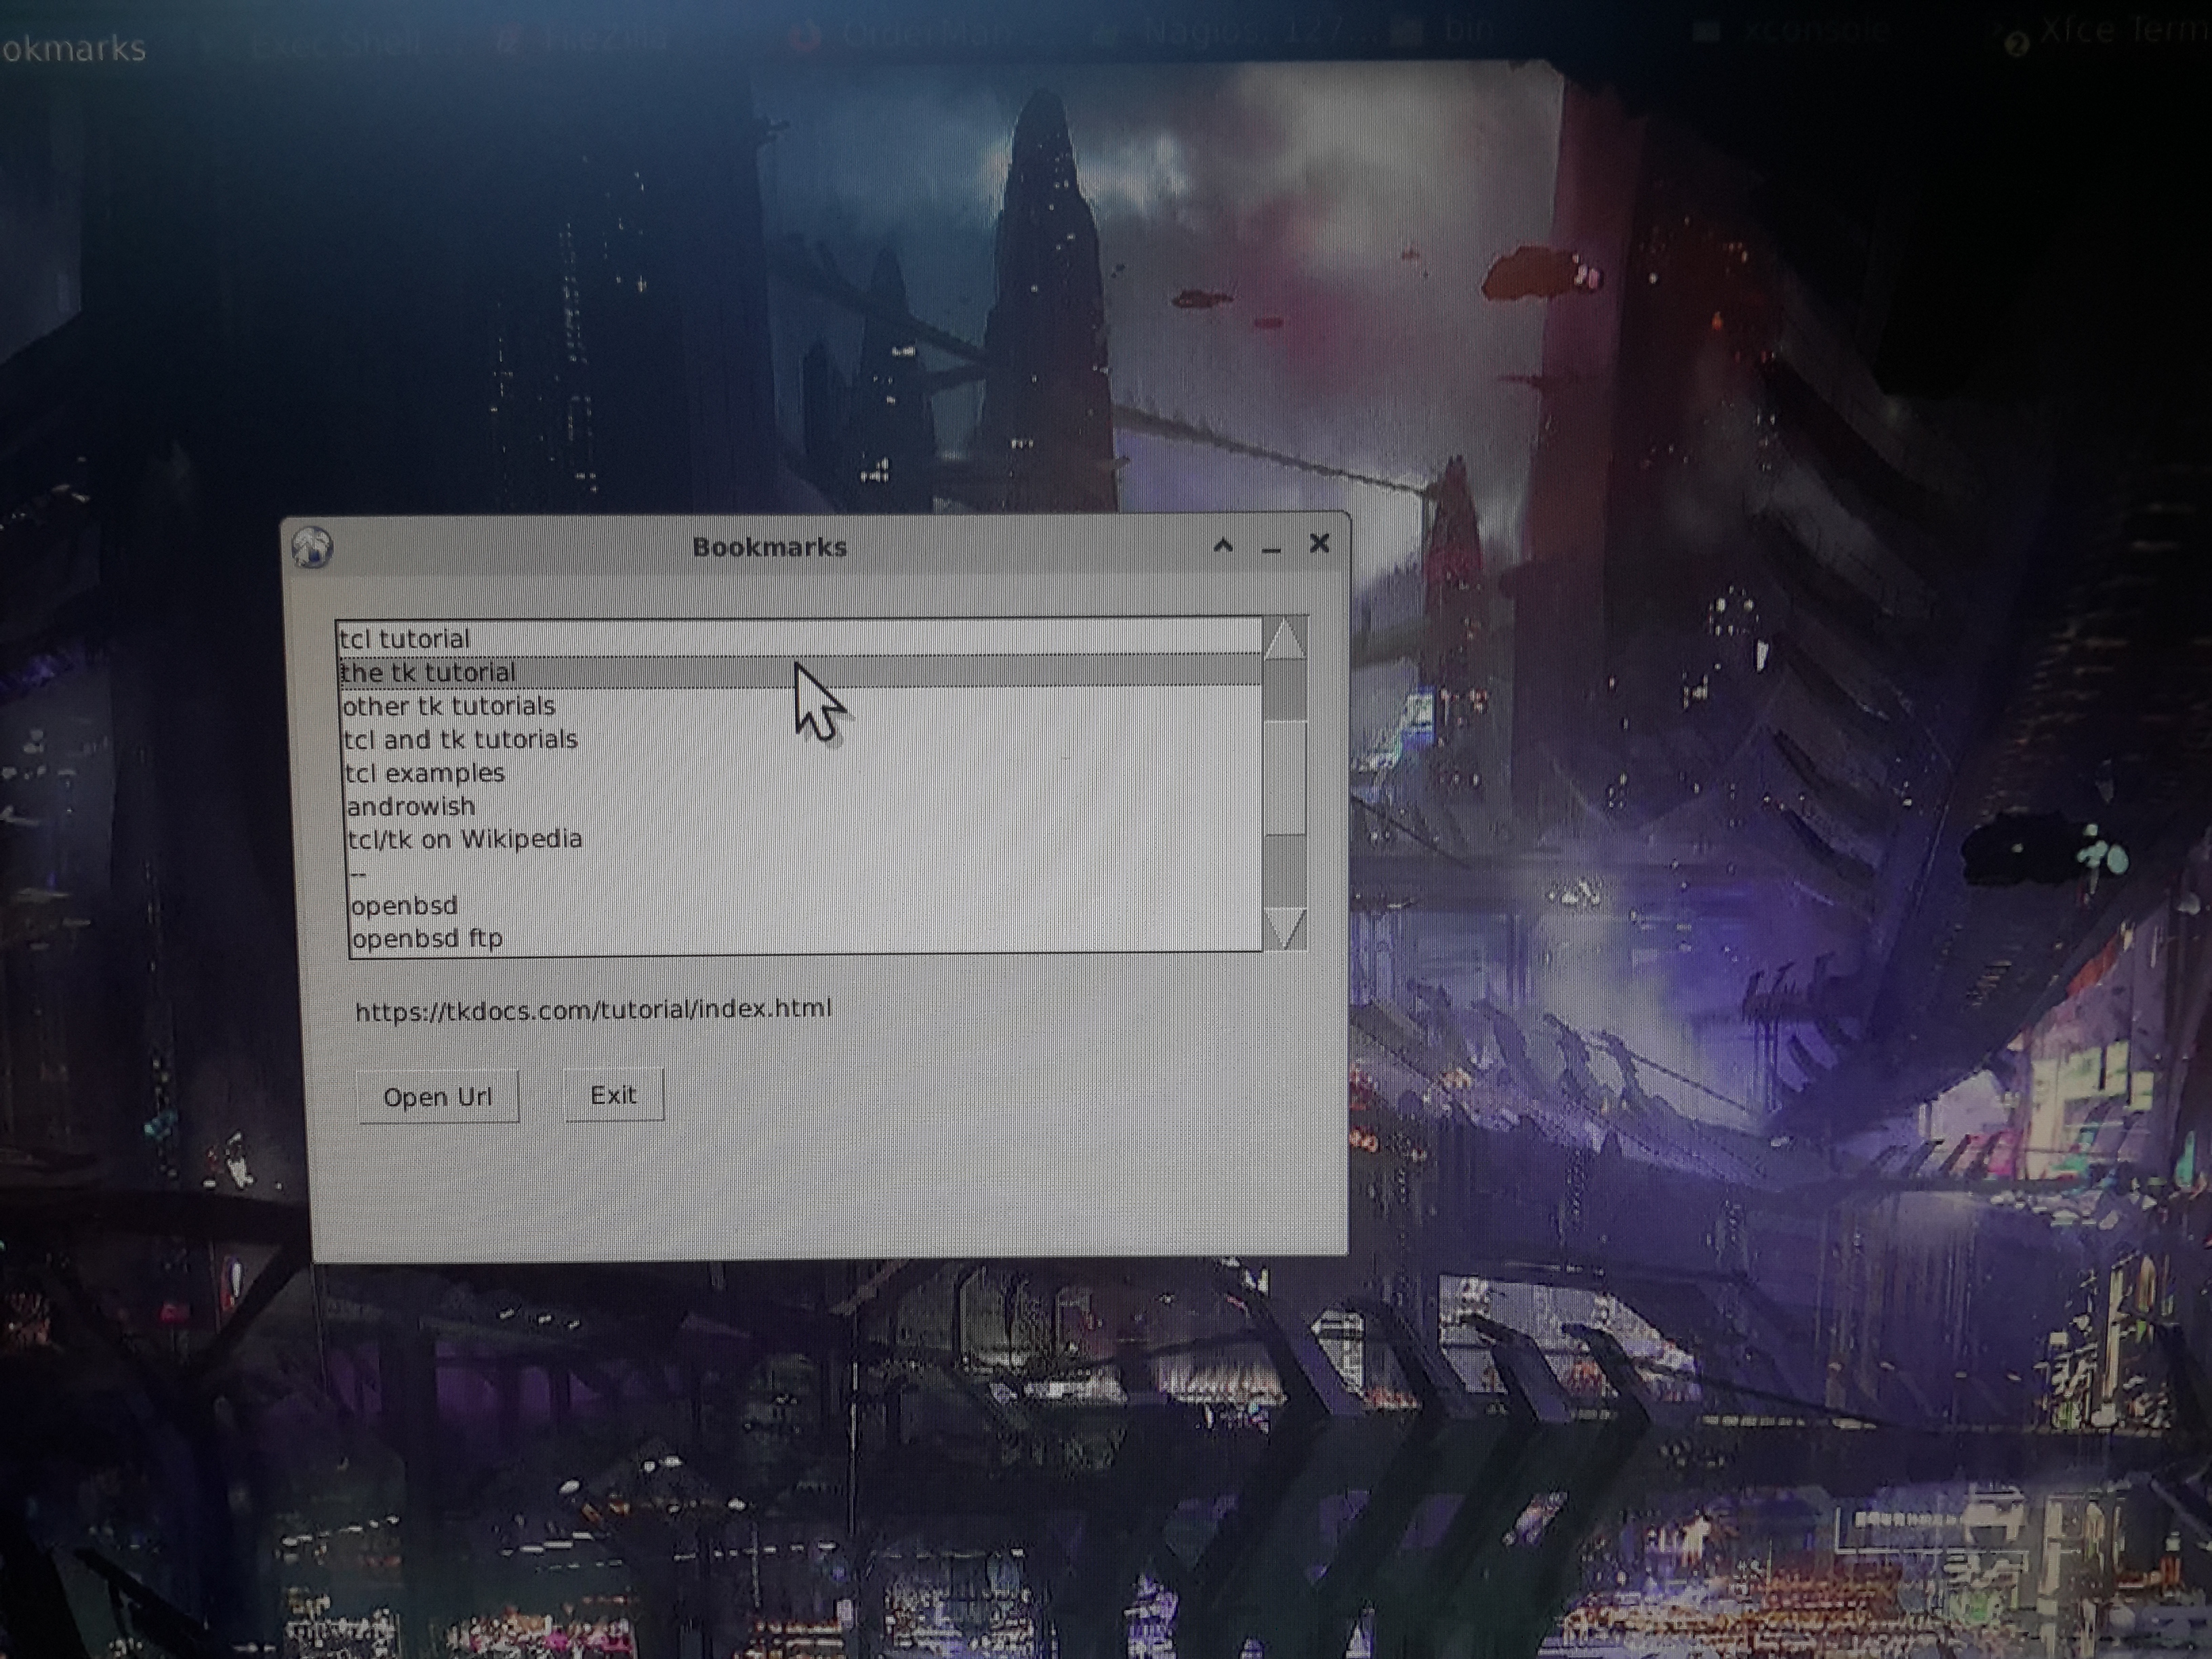 okmarks
Exec Shell
FileZilla
OrderMan...
Nagios: 127...
bin
xconsole
2
Xfce Term
Bookmarks
tcl tutorial
the tk tutorial
other tk tutorials
tcl and tk tutorials
tcl examples
androwish
tcl/tk on Wikipedia
--
openbsd
openbsd ftp
https://tkdocs.com/tutorial/index.html
Open Url
Exit